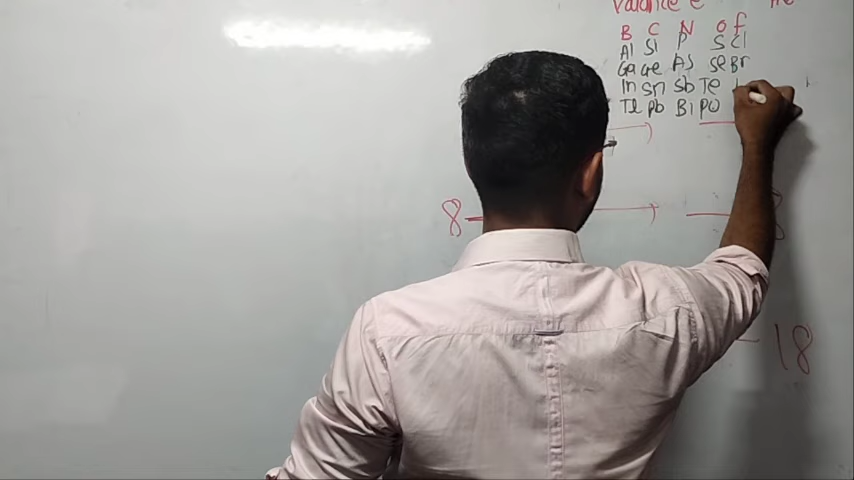 Valance e He
B C N O F
Al Si P S Cl
Ga Ge As Se Br
In Sn Sb Te
Tl Pb Bi Po
8
18